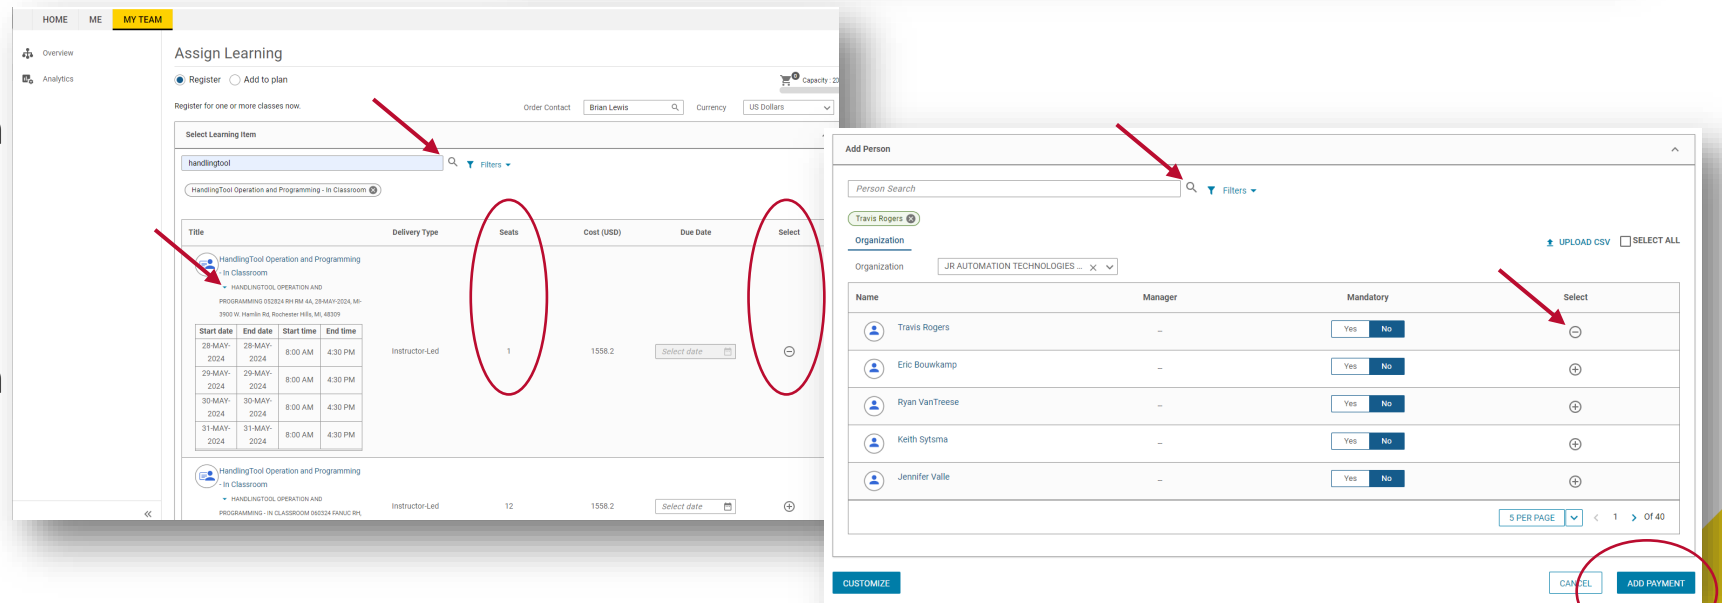 HOME ME MY TEAM
Overview
Analytics
Assign Learning
Register Add to plan
0 Capacity : 20
Register for one or more classes now.
Order Contact Brian Lewis Currency US Dollars
Select Learning Item
handlingtool
Filters
HandlingTool Operation and Programming - In Classroom
Title Delivery Type Seats Cost (USD) Due Date Select
HandlingTool Operation and Programming
- In Classroom
HANDLINGTOOL OPERATION AND
PROGRAMMING 052824 RH RM 4A, 28-MAY-2024, MI-
3900 W. Hamlin Rd, Rochester Hills, MI, 48309
Start date End date Start time End time
28-MAY-2024 28-MAY-2024 8:00 AM 4:30 PM
29-MAY-2024 29-MAY-2024 8:00 AM 4:30 PM
30-MAY-2024 30-MAY-2024 8:00 AM 4:30 PM
31-MAY-2024 31-MAY-2024 8:00 AM 4:30 PM
Instructor-Led 1 1558.2 Select date
HandlingTool Operation and Programming
- In Classroom
HANDLINGTOOL OPERATION AND
PROGRAMMING - IN CLASSROOM 060324 FANUC RH,
Instructor-Led 12 1558.2 Select date
Add Person
Person Search
Filters
Travis Rogers
Organization
UPLOAD CSV SELECT ALL
Organization JR AUTOMATION TECHNOLOGIES ...
Name Manager Mandatory Select
Travis Rogers – Yes No
Eric Bouwkamp – Yes No
Ryan VanTreese – Yes No
Keith Sytsma – Yes No
Jennifer Valle – Yes No
5 PER PAGE 1 Of 40
CUSTOMIZE CANCEL ADD PAYMENT